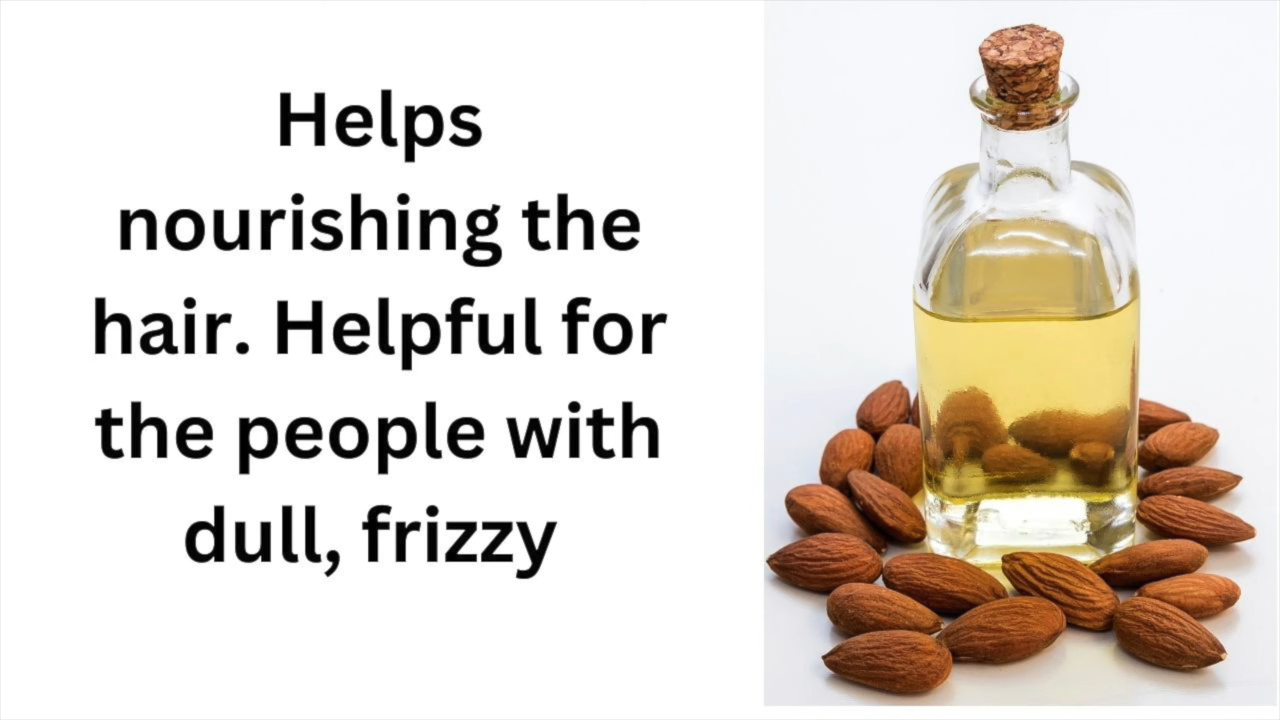 Helps
nourishing the
hair. Helpful for
the people with
dull, frizzy